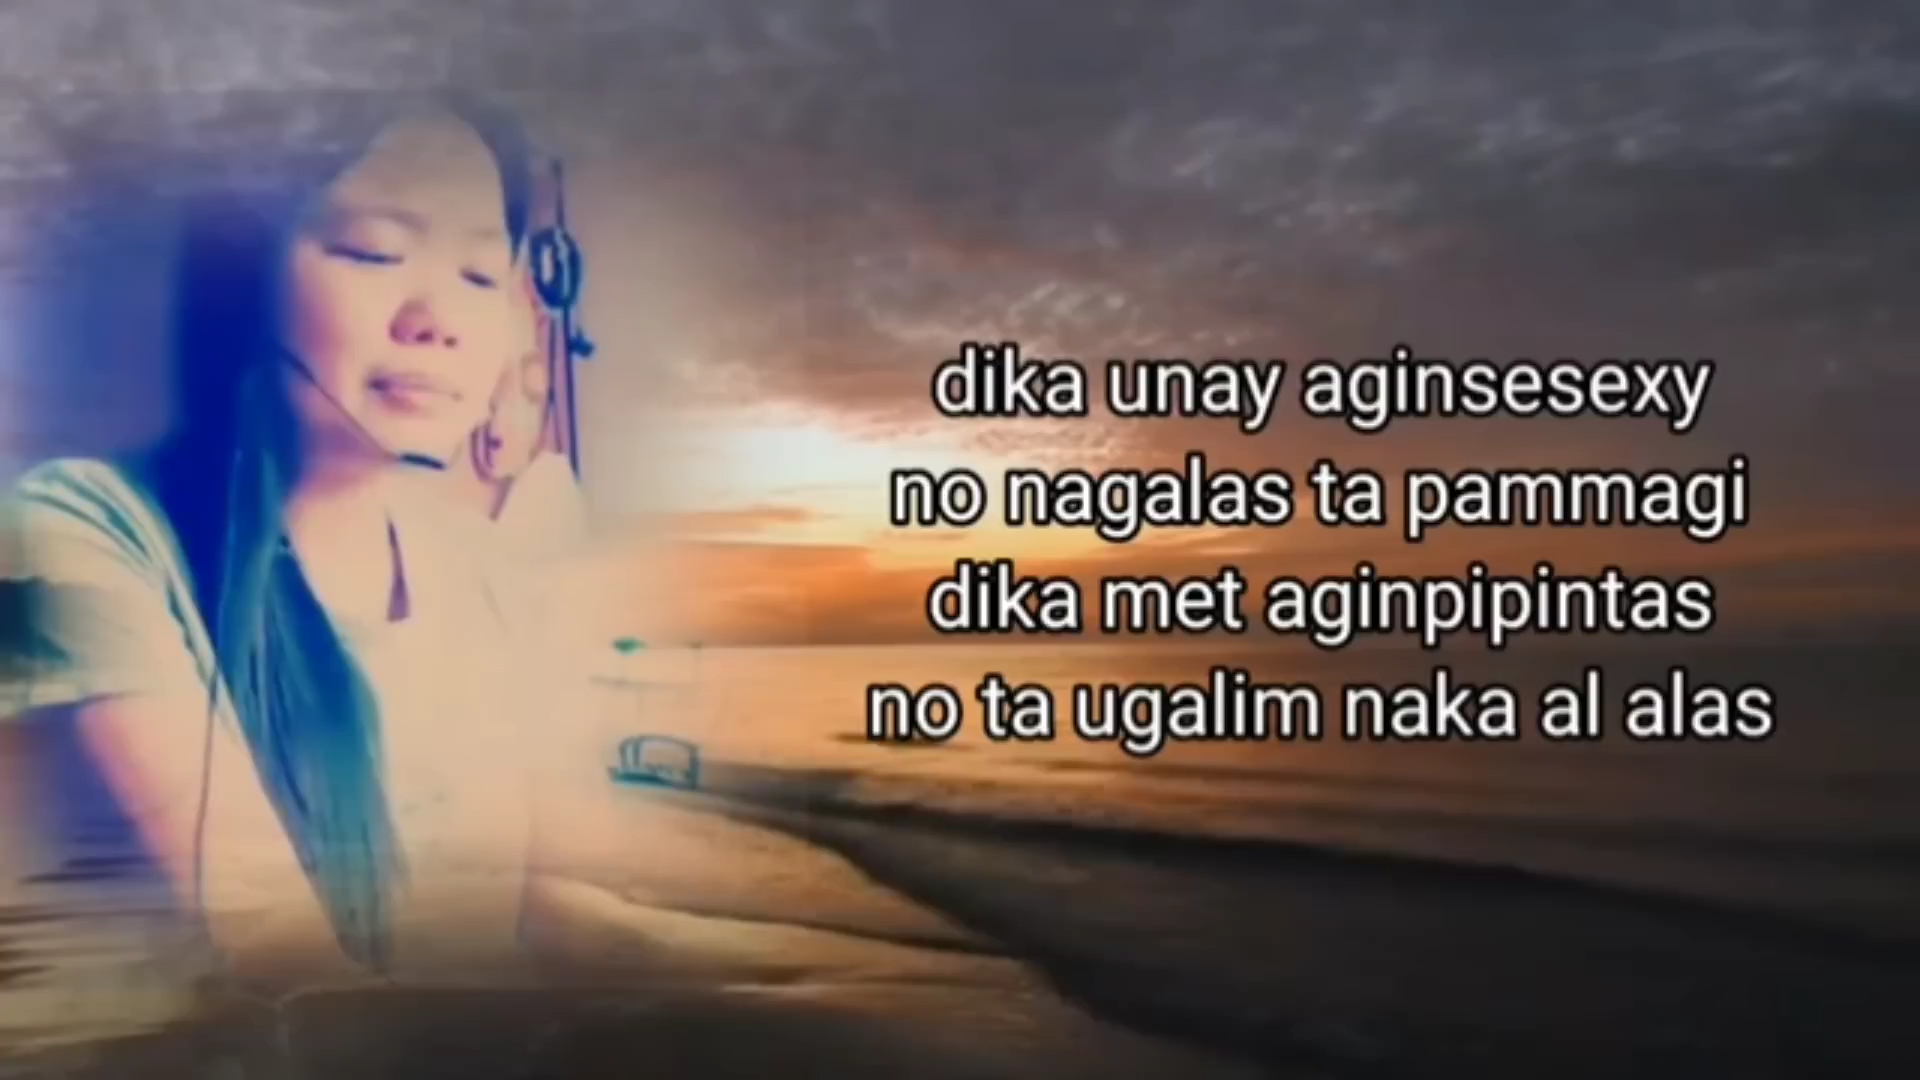 dika unay aginsesexy
no nagalas ta pammagi
dika met aginpipintas
no ta ugalim naka al alas